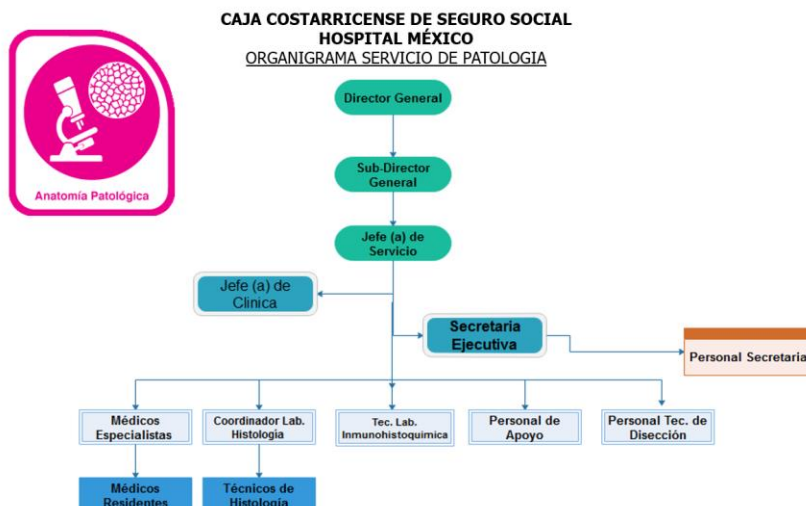 CAJA COSTARRICENSE DE SEGURO SOCIAL
HOSPITAL MÉXICO
ORGANIGRAMA SERVICIO DE PATOLOGIA
Anatomía Patológica
Director General
Sub-Director
General
Jefe (a) de
Servicio
Jefe (a) de
Clinica
Secretaria
Ejecutiva
Personal Secretaria
Médicos
Especialistas
Coordinador Lab.
Histología
Tec. Lab.
Inmunohistoquimica
Personal de
Apoyo
Personal Tec. de
Disección
Médicos
Residentes
Técnicos de
Histología